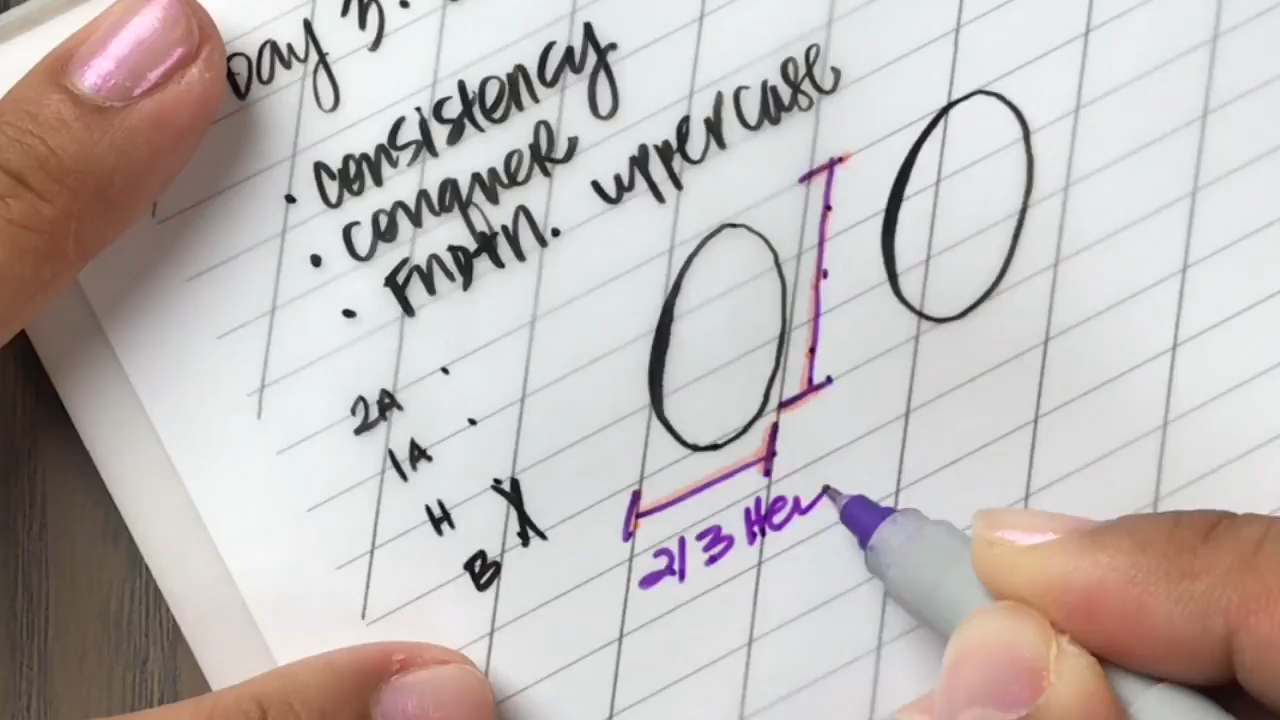 Day 3.
• consistency
• conquer
• FNDTN. uppercase
2A
1A
H
B
X
O
O
2/3 Hei